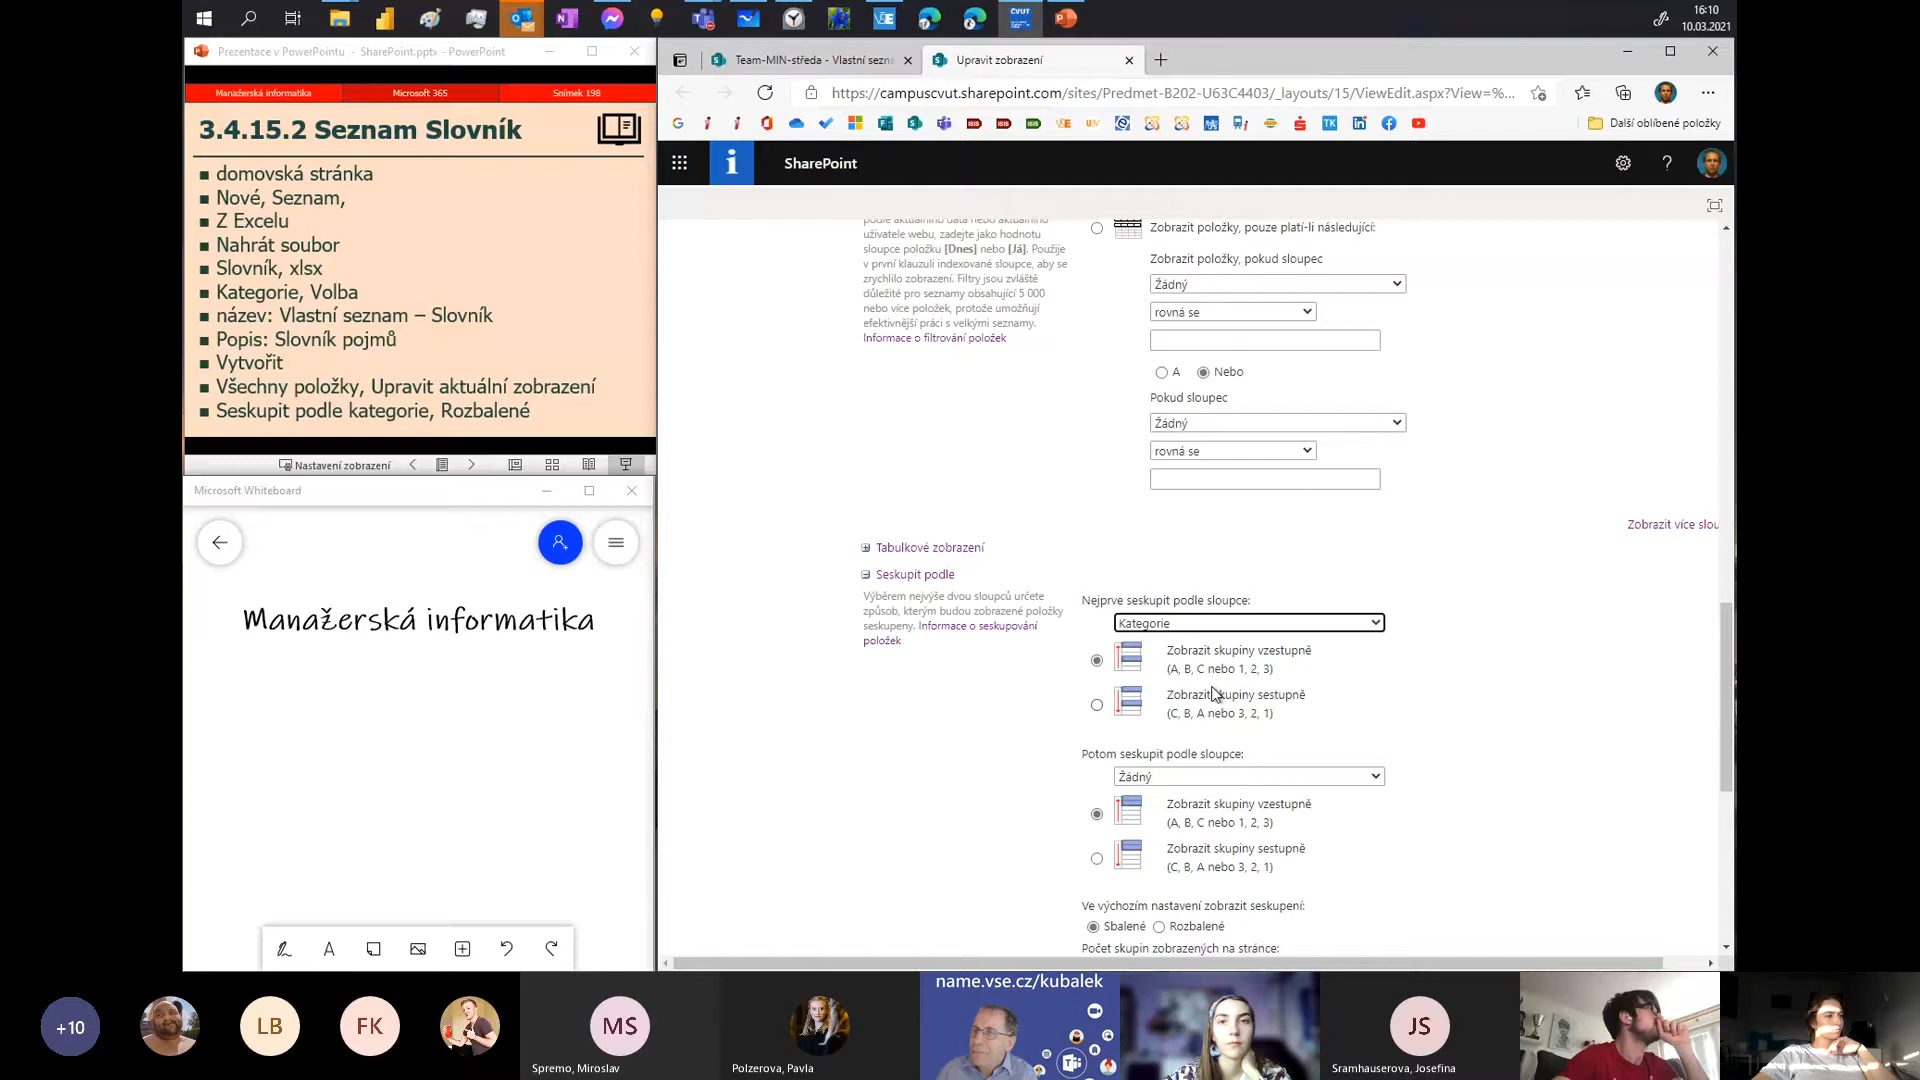 16:10
10.03.2021
Prezentace v PowerPointu - SharePoint.pptx - PowerPoint
Manažerská informatika
Microsoft 365
Snímek 198
3.4.15.2 Seznam Slovník
domovská stránka
Nové, Seznam,
Z Excelu
Nahrát soubor
Slovník, xlsx
Kategorie, Volba
název: Vlastní seznam – Slovník
Popis: Slovník pojmů
Vytvořit
Všechny položky, Upravit aktuální zobrazení
Seskupit podle kategorie, Rozbalené
Nastavení zobrazení
Microsoft Whiteboard
Manažerská informatika
Team-MIN-středa - Vlastní sezn
Upravit zobrazení
https://campuscvut.sharepoint.com/sites/Predmet-B202-U63C4403/_layouts/15/ViewEdit.aspx?View=%...
Další oblíbené položky
SharePoint
podle aktuálního data nebo aktuálního
uživatele webu, zadejte jako hodnotu
sloupce položku [Dnes] nebo [Já]. Použije
v první klauzuli indexované sloupce, aby se
zrychlilo zobrazení. Filtry jsou zvláště
důležité pro seznamy obsahující 5 000
nebo více položek, protože umožňují
efektivnější práci s velkými seznamy.
Informace o filtrování položek
Zobrazit položky, pouze platí-li následující:
Zobrazit položky, pokud sloupec
Žádný
rovná se
A
Nebo
Pokud sloupec
Žádný
rovná se
Zobrazit více slou
Tabulkové zobrazení
Seskupit podle
Výběrem nejvýše dvou sloupců určete
způsob, kterým budou zobrazené položky
seskupeny. Informace o seskupování
položek
Nejprve seskupit podle sloupce:
Kategorie
Zobrazit skupiny vzestupně
(A, B, C nebo 1, 2, 3)
Zobrazit skupiny sestupně
(C, B, A nebo 3, 2, 1)
Potom seskupit podle sloupce:
Žádný
Zobrazit skupiny vzestupně
(A, B, C nebo 1, 2, 3)
Zobrazit skupiny sestupně
(C, B, A nebo 3, 2, 1)
Ve výchozím nastavení zobrazit seskupení:
Sbalené
Rozbalené
Počet skupin zobrazených na stránce:
+10
LB
FK
MS
Spremo, Miroslav
Polzerova, Pavla
name.vse.cz/kubalek
JS
Sramhauserova, Josefina